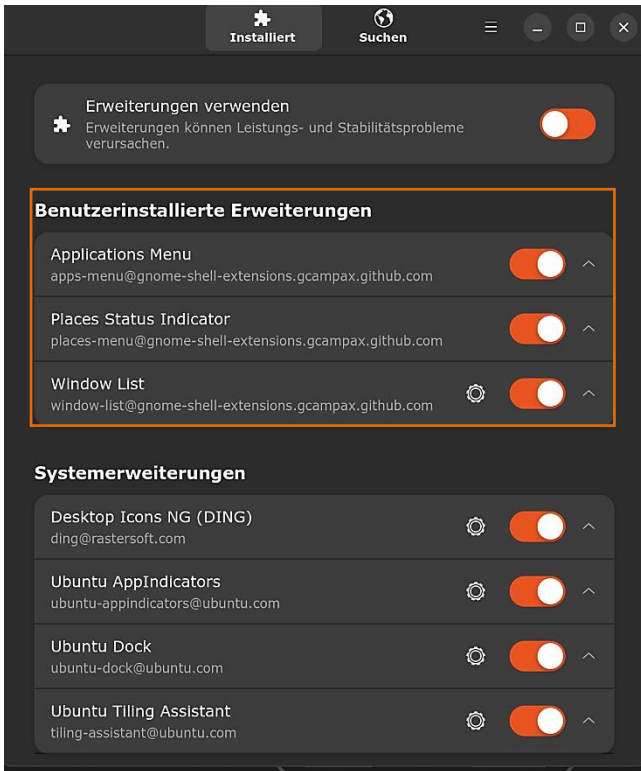 Installiert
Suchen
Erweiterungen verwenden
Erweiterungen können Leistungs- und Stabilitätsprobleme
verursachen.
Benutzerinstallierte Erweiterungen
Applications Menu
apps-menu@gnome-shell-extensions.gcampax.github.com
Places Status Indicator
places-menu@gnome-shell-extensions.gcampax.github.com
Window List
window-list@gnome-shell-extensions.gcampax.github.com
Systemerweiterungen
Desktop Icons NG (DING)
ding@rastersoft.com
Ubuntu AppIndicators
ubuntu-appindicators@ubuntu.com
Ubuntu Dock
ubuntu-dock@ubuntu.com
Ubuntu Tiling Assistant
tiling-assistant@ubuntu.com